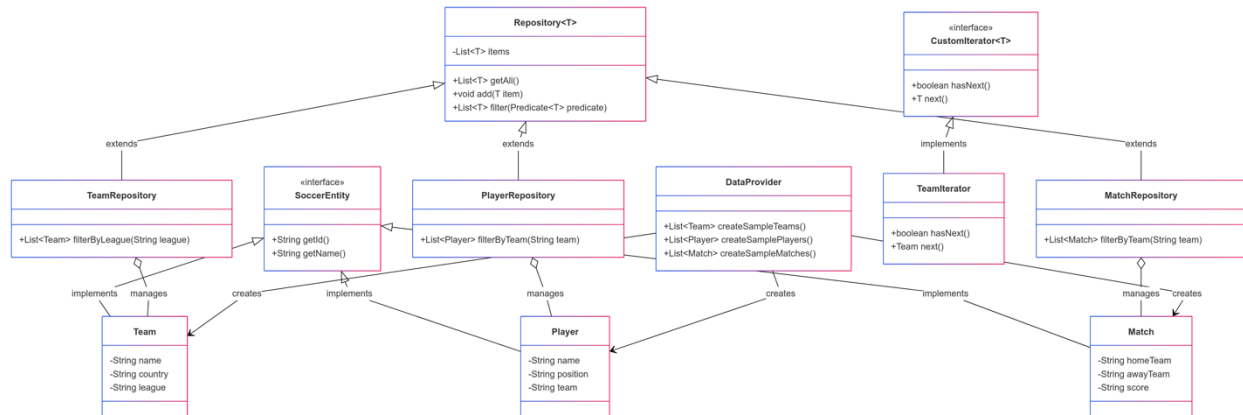 Repository<T>
-List<T> items
+List<T> getAll()
+void add(T item)
+List<T> filter(Predicate<T> predicate)
«interface»
CustomIterator<T>
+boolean hasNext()
+T next()
extends
extends
implements
extends
TeamRepository
+List<Team> filterByLeague(String league)
«interface»
SoccerEntity
+String getId()
+String getName()
PlayerRepository
+List<Player> filterByTeam(String team)
DataProvider
+List<Team> createSampleTeams()
+List<Player> createSamplePlayers()
+List<Match> createSampleMatches()
TeamIterator
+boolean hasNext()
+Team next()
MatchRepository
+List<Match> filterByTeam(String team)
implements
manages
creates
implements
manages
creates
implements
manages
creates
Team
-String name
-String country
-String league
Player
-String name
-String position
-String team
Match
-String homeTeam
-String awayTeam
-String score